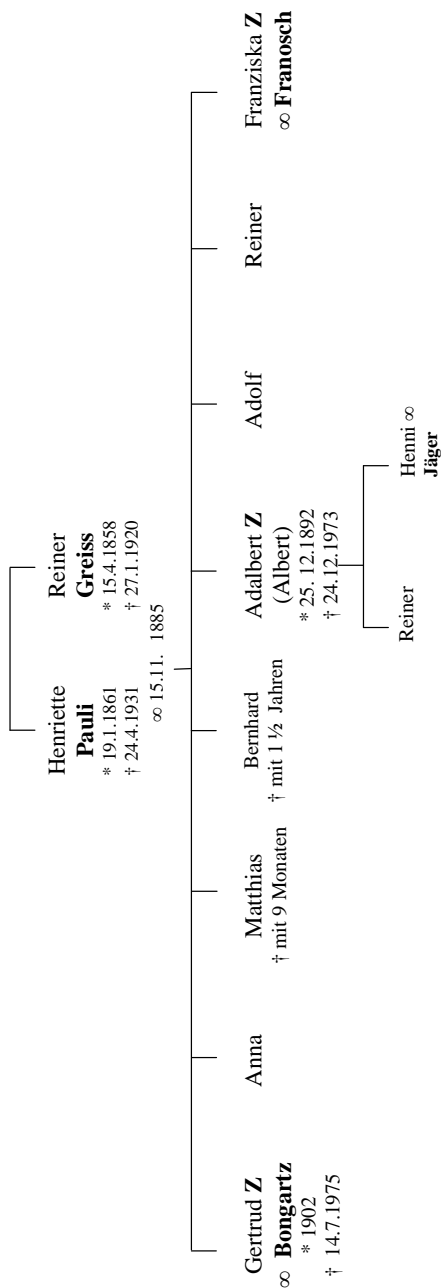 Henriette
Pauli
* 19.1.1861
† 24.4.1931
Reiner
Greiss
* 15.4.1858
† 27.1.1920
∞ 15.11. 1885
Gertrud Z
∞ Bongartz
* 1902
† 14.7.1975
Anna
Matthias
† mit 9 Monaten
Bernhard
† mit 1 ½ Jahren
Adalbert Z
(Albert)
* 25. 12.1892
† 24.12.1973
Adolf
Reiner
Franziska Z
∞ Franosch
Reiner
Henni ∞
Jäger